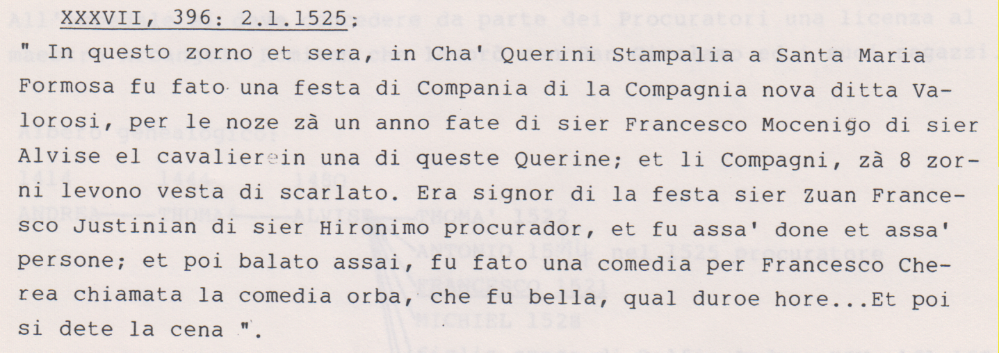 XXXVII, 396: 2.1.1525;
" In questo zorno et sera, in Cha' Querini Stampalia a Santa Maria
Formosa fu fato una festa di Compania di la Compagnia nova ditta Va-
lorosi, per le noze zà un anno fate di sier Francesco Mocenigo di sier
Alvise el cavaliere in una di queste Querine; et li Compagni, zà 8 zor-
ni levono vesta di scarlato. Era signor di la festa sier Zuan France-
sco Justinian di sier Hironimo procurador, et fu assa' done et assa'
persone; et poi balato assai, fu fato una comedia per Francesco Che-
rea chiamata la comedia orba, che fu bella, qual duroe hore...Et poi
si dete la cena ".